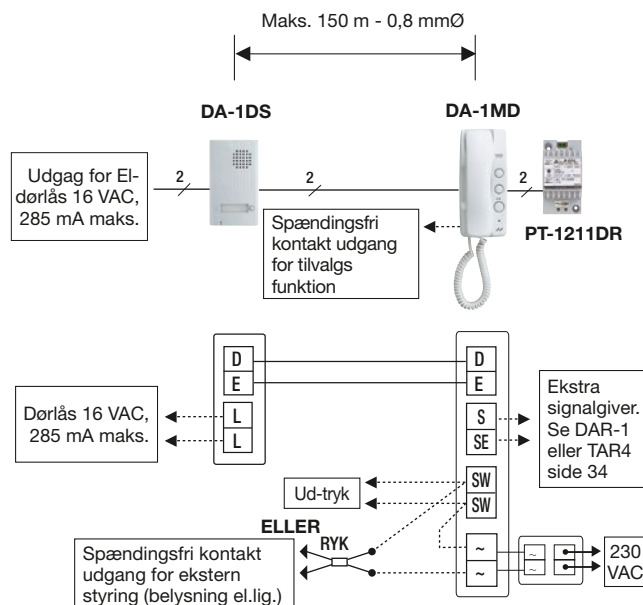 Maks. 150 m - 0,8 mmØ
DA-1DS
DA-1MD
Udgag for El-
dørlås 16 VAC,
285 mA maks.
2
2
2
Spændingsfri
kontakt udgang
for tilvalgs
funktion
PT-1211DR
D
E
L
L
D
E
S
SE
SW
SW
~
~
Dørlås 16 VAC,
285 mA maks.
Ekstra
signalgiver.
Se DAR-1
eller TAR4
side 34
Ud-tryk
ELLER
RYK
Spændingsfri kontakt
udgang for ekstern
styring (belysning el.lig.)
~
~
230
VAC